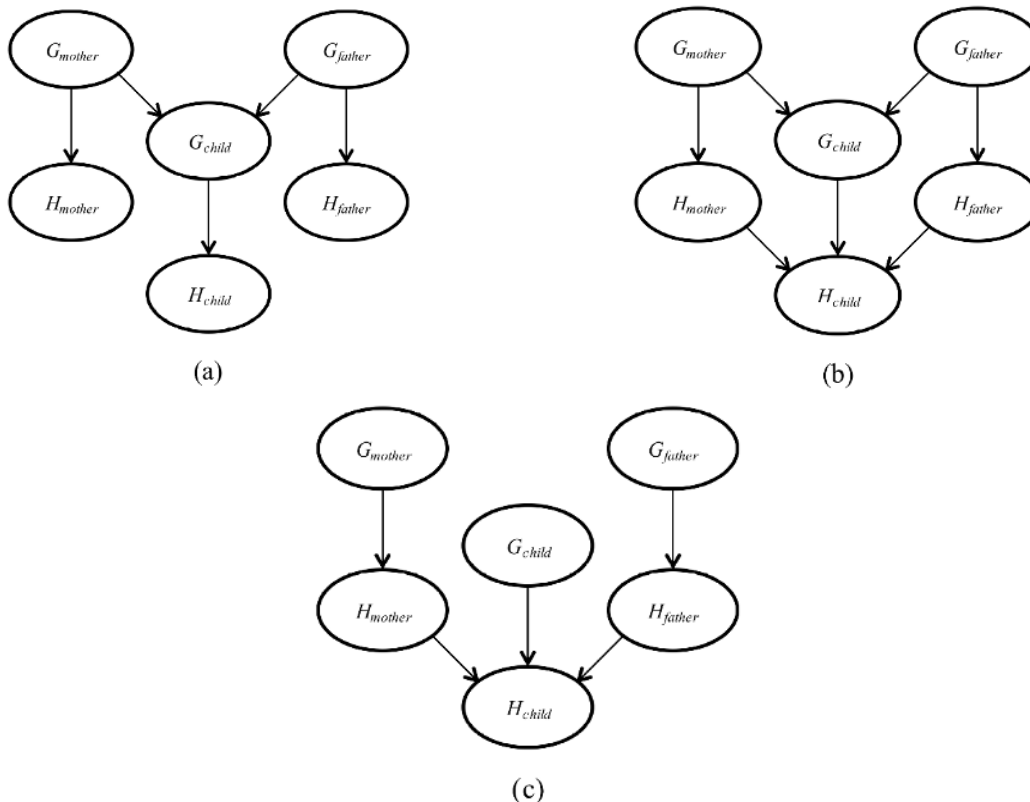 G_mother G_father G_mother G_father
G_child G_child
H_mother H_father H_mother H_father
H_child H_child
(a) (b)
G_mother G_father
G_child
H_mother H_father
H_child
(c)